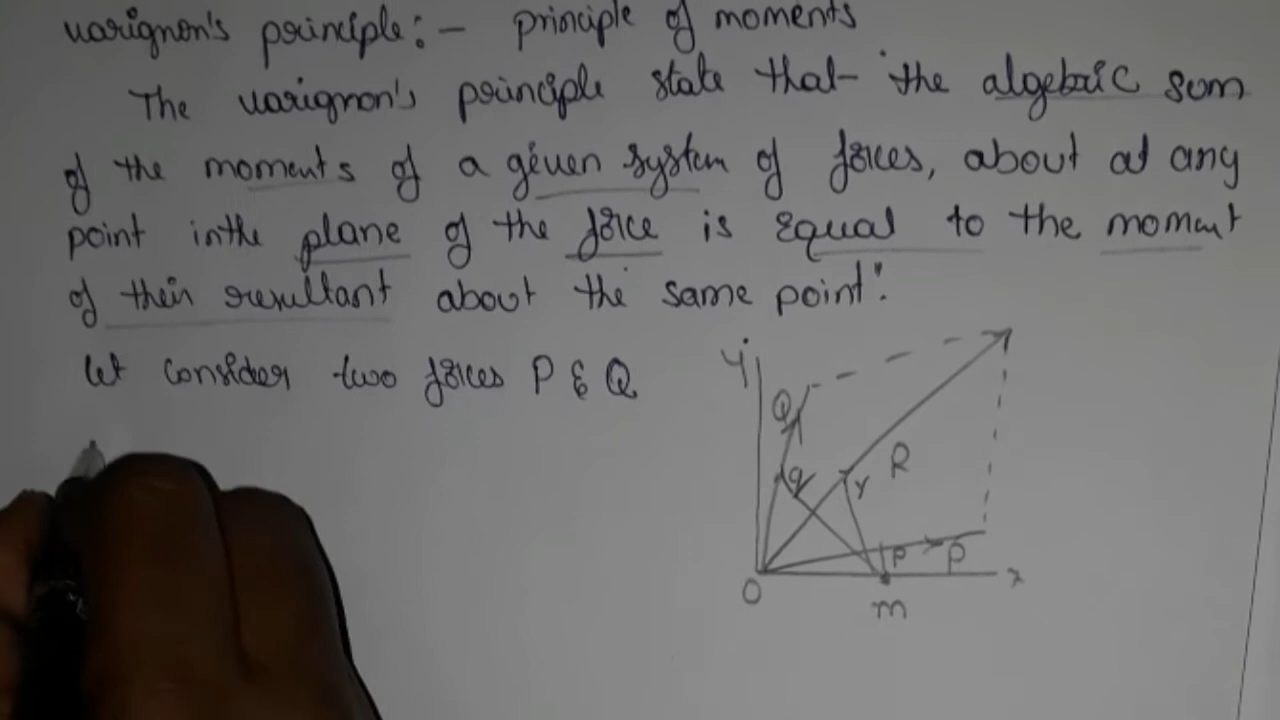 varignon's principle:- principle of moments
The varignon's principle state that "the algebric sum
of the moments of a given system of forces, about at any
point in the plane of the force is equal to the moment
of their resultant about the same point".
let consider two forces P & Q
Y
Q
R
q
r
P
P
O
x
m